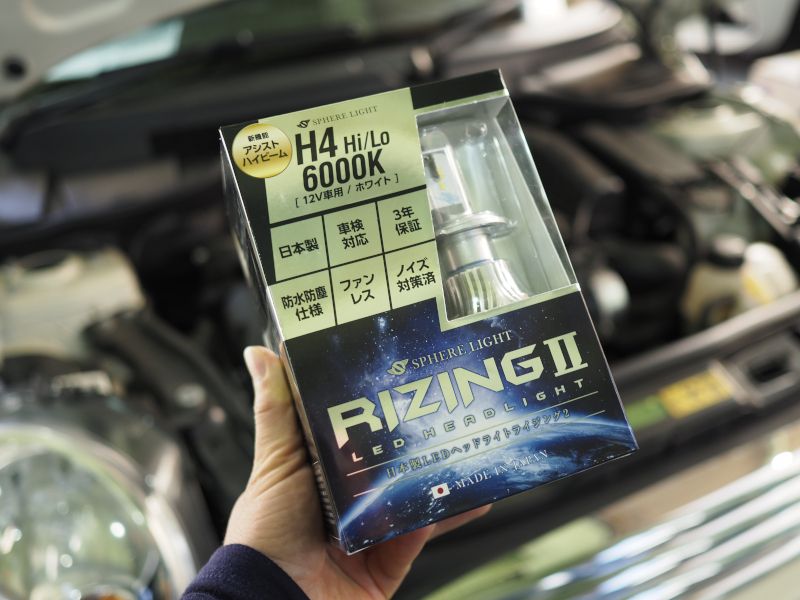 SPHERE LIGHT
新機能
アシスト
ハイビーム
H4 Hi/Lo
6000K
[ 12V車用 / ホワイト ]
日本製
車検
対応
3年
保証
防水防塵
仕様
ファン
レス
ノイズ
対策済
SPHERE LIGHT
RIZING II
LED HEADLIGHT
日本製LEDヘッドライトライジング2
MADE IN JAPAN